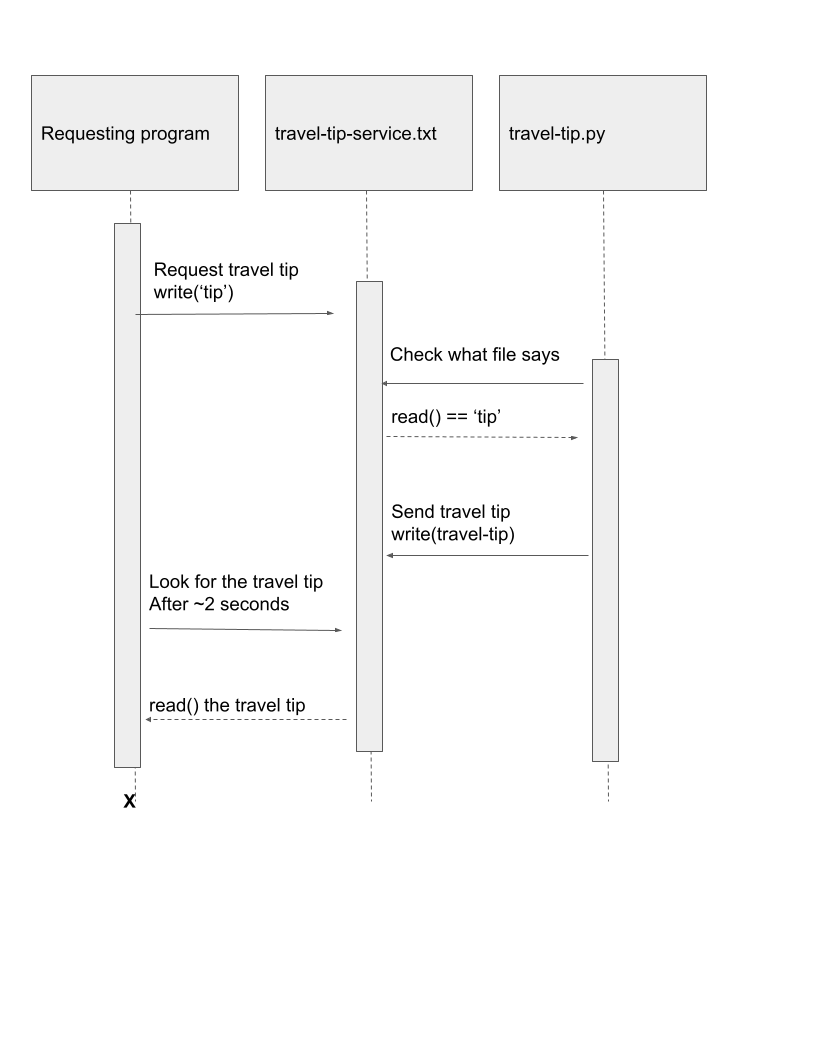 Requesting program
travel-tip-service.txt
travel-tip.py
Request travel tip
write(‘tip’)
Check what file says
read() == ‘tip’
Send travel tip
write(travel-tip)
Look for the travel tip
After ~2 seconds
read() the travel tip
X